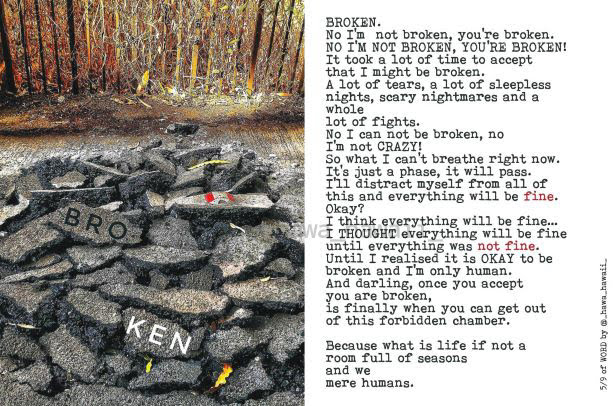 BRO
KEN
BROKEN.
No I'm  not broken, you're broken.
NO I'M NOT BROKEN, YOU'RE BROKEN!
It took a lot of time to accept
that I might be broken.
A lot of tears, a lot of sleepless
nights, scary nightmares and a
whole
lot of fights.
No I can not be broken, no
I'm not CRAZY!
So what I can't breathe right now.
It's just a phase, it will pass.
I'll distract myself from all of
this and everything will be fine.
Okay?
I think everything will be fine...
I THOUGHT everything will be fine
until everything was not fine.
Until I realised it is OKAY to be
broken and I'm only human.
And darling, once you accept
you are broken,
is finally when you can get out
of this forbidden chamber.
Because what is life if not a
room full of seasons
and we
mere humans.
5/9 of WORD by @_hawa_hawaii_